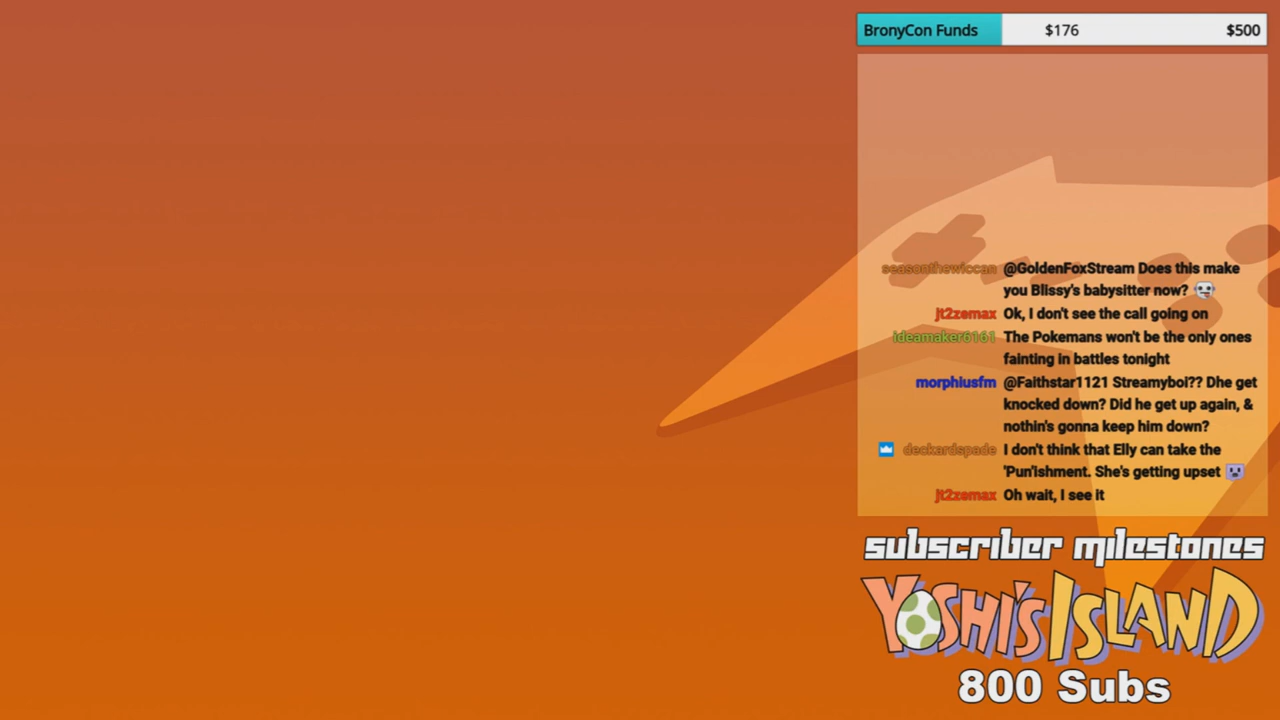 BronyCon Funds $176 $500
seasonthewiccan @GoldenFoxStream Does this make
you Blissy's babysitter now?
jt2zemax Ok, I don't see the call going on
ideamaker6161 The Pokemans won't be the only ones
fainting in battles tonight
morphiusfm @Faithstar1121 Streamyboi?? Dhe get
knocked down? Did he get up again, &
nothin's gonna keep him down?
deckardspade I don't think that Elly can take the
'Pun'ishment. She's getting upset
jt2zemax Oh wait, I see it
subscriber milestones
YOSHI'S ISLAND
800 Subs